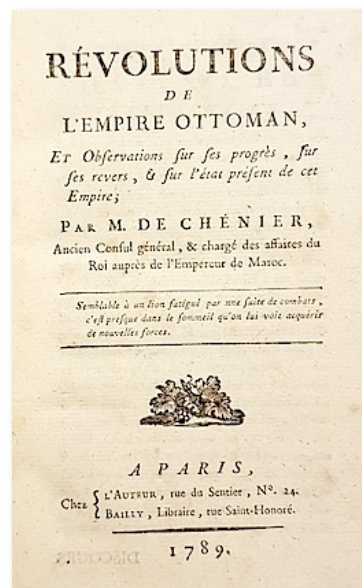 RÉVOLUTIONS
DE
L'EMPIRE OTTOMAN,
ET Obſervations ſur ſes progrès, ſur
ſes revers, & ſur l'état préſent de cet
Empire;
PAR M. DE CHÉNIER,
Ancien Conſul général, & chargé des affaires du
Roi auprès de l'Empereur de Maroc.
Semblable à un lion fatigué par une ſuite de combats,
c'eſt preſque dans le ſommeil qu'on lui voit acquérir
de nouvelles forces.
A PARIS,
Chez { L'AUTEUR, rue du Sentier, N°. 24.
BAILLY, Libraire, rue Saint-Honoré.
1789.
DISCOURS